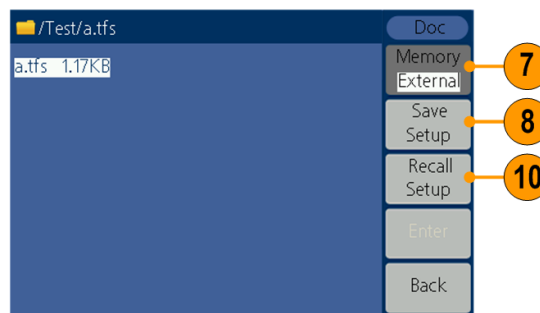 /Test/a.tfs
Doc
a.tfs 1.17KB
Memory
External
7
Save
Setup
8
Recall
Setup
10
Enter
Back